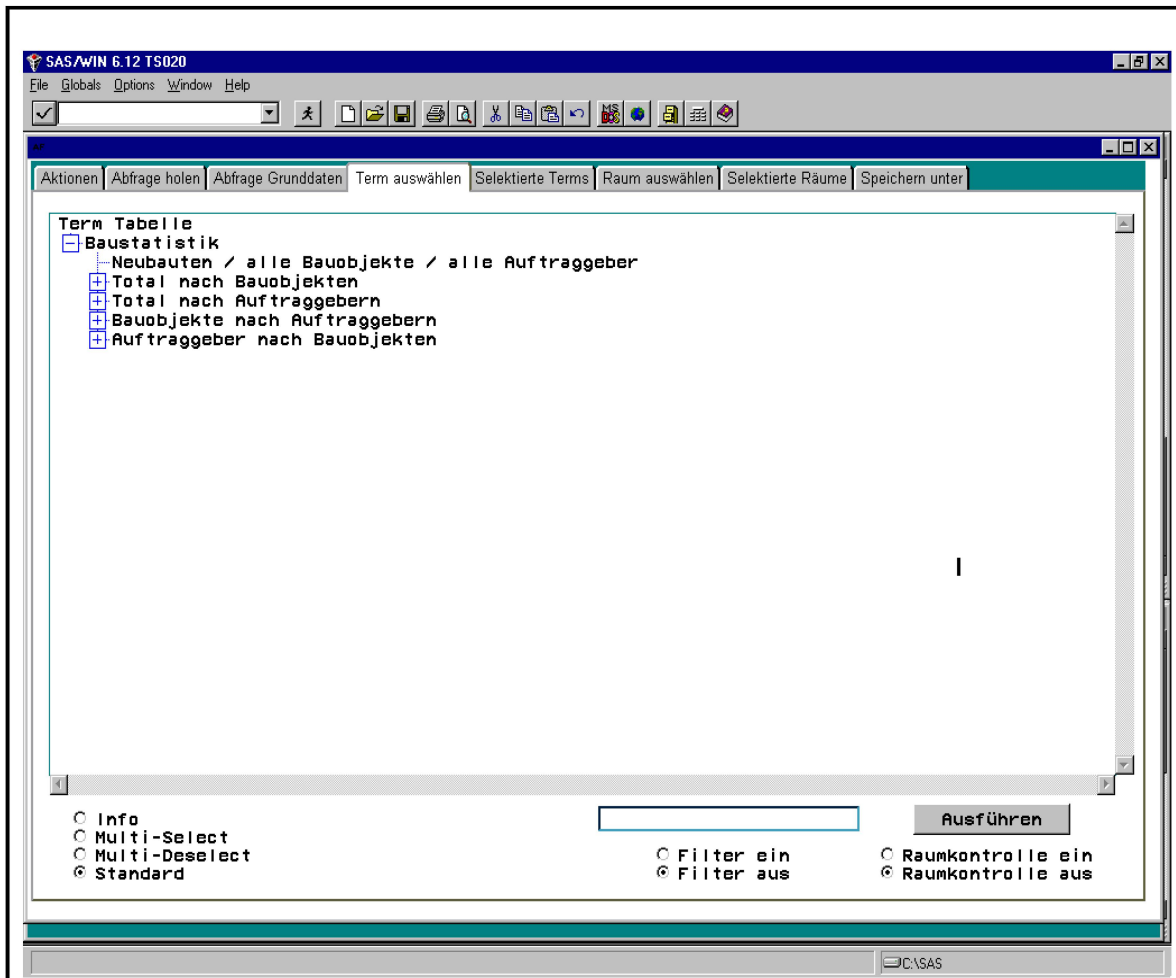 SAS/WIN 6.12 TS020
File Globals Options Window Help
MS DOS
Aktionen Abfrage holen Abfrage Grunddaten Term auswählen Selektierte Terms Raum auswählen Selektierte Räume Speichern unter
Term Tabelle
Baustatistik
Neubauten / alle Bauobjekte / alle Auftraggeber
Total nach Bauobjekten
Total nach Auftraggebern
Bauobjekte nach Auftraggebern
Auftraggeber nach Bauobjekten
Info
Multi-Select
Multi-Deselect
Standard
Ausführen
Filter ein
Filter aus
Raumkontrolle ein
Raumkontrolle aus
C:\SAS